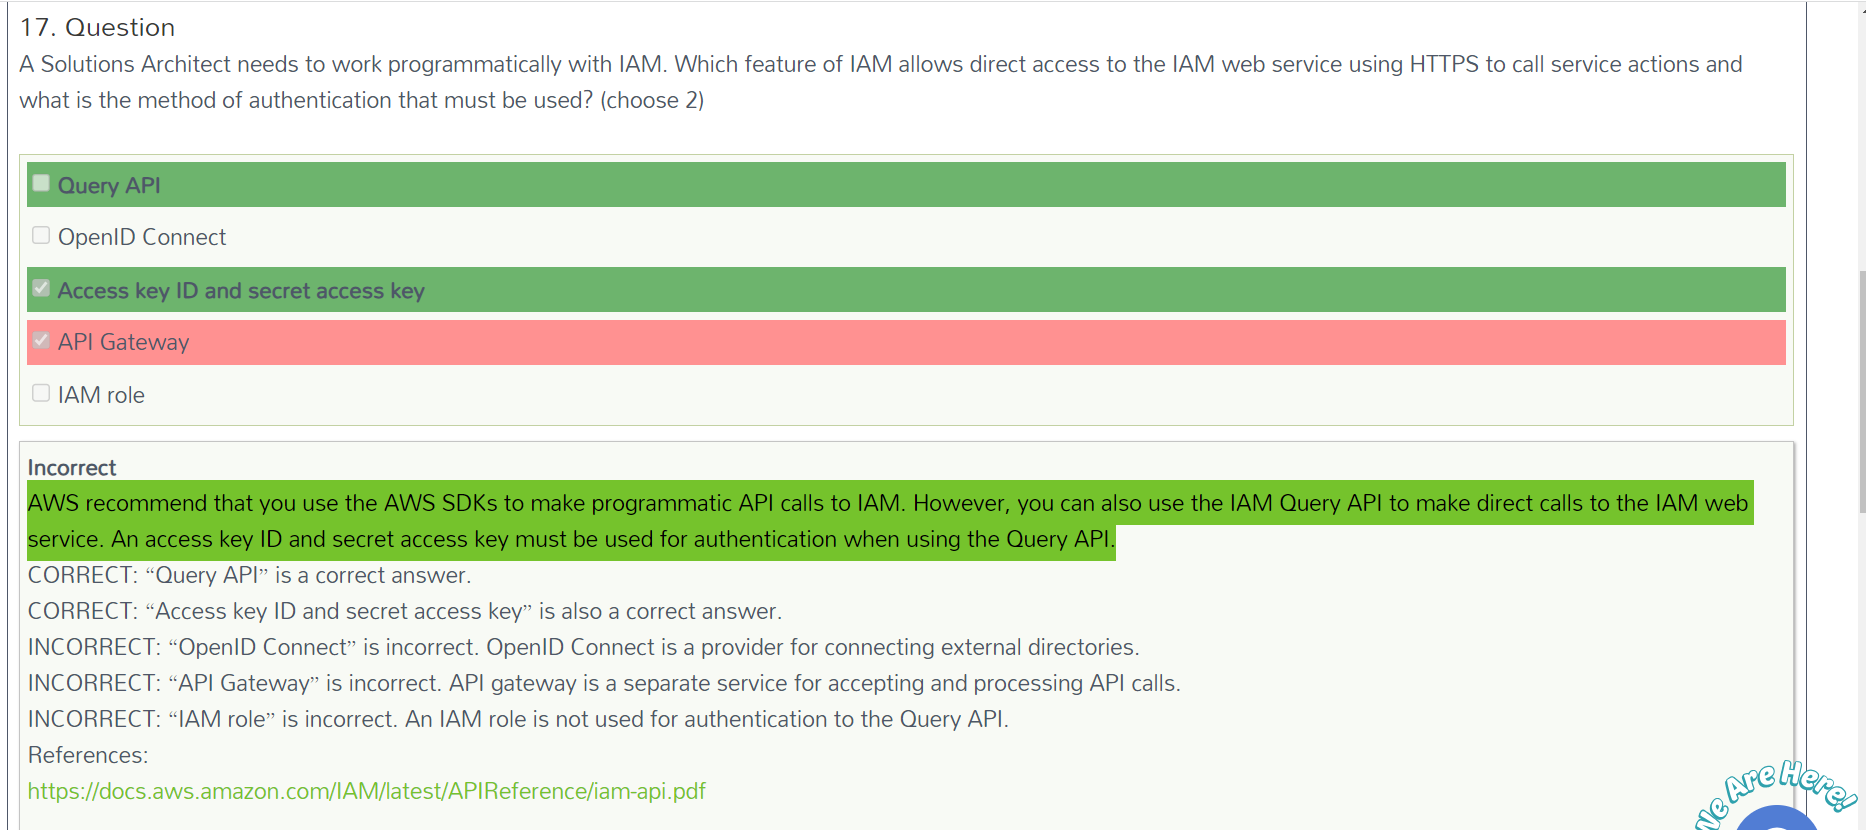 17. Question
A Solutions Architect needs to work programmatically with IAM. Which feature of IAM allows direct access to the IAM web service using HTTPS to call service actions and
what is the method of authentication that must be used? (choose 2)
Query API
OpenID Connect
Access key ID and secret access key
API Gateway
IAM role
Incorrect
AWS recommend that you use the AWS SDKs to make programmatic API calls to IAM. However, you can also use the IAM Query API to make direct calls to the IAM web
service. An access key ID and secret access key must be used for authentication when using the Query API.
CORRECT: “Query API” is a correct answer.
CORRECT: “Access key ID and secret access key” is also a correct answer.
INCORRECT: “OpenID Connect” is incorrect. OpenID Connect is a provider for connecting external directories.
INCORRECT: “API Gateway” is incorrect. API gateway is a separate service for accepting and processing API calls.
INCORRECT: “IAM role” is incorrect. An IAM role is not used for authentication to the Query API.
References:
https://docs.aws.amazon.com/IAM/latest/APIReference/iam-api.pdf
We Are Here!